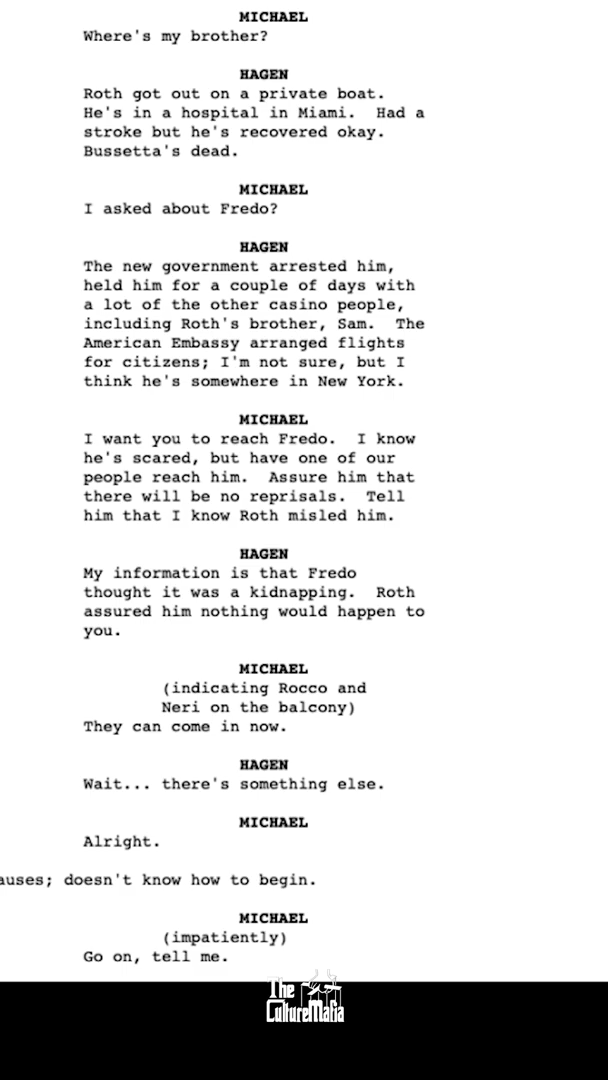 MICHAEL
Where's my brother?
HAGEN
Roth got out on a private boat.
He's in a hospital in Miami.  Had a
stroke but he's recovered okay.
Bussetta's dead.
MICHAEL
I asked about Fredo?
HAGEN
The new government arrested him,
held him for a couple of days with
a lot of the other casino people,
including Roth's brother, Sam.  The
American Embassy arranged flights
for citizens; I'm not sure, but I
think he's somewhere in New York.
MICHAEL
I want you to reach Fredo.  I know
he's scared, but have one of our
people reach him.  Assure him that
there will be no reprisals.  Tell
him that I know Roth misled him.
HAGEN
My information is that Fredo
thought it was a kidnapping.  Roth
assured him nothing would happen to
you.
MICHAEL
(indicating Rocco and
Neri on the balcony)
They can come in now.
HAGEN
Wait... there's something else.
MICHAEL
Alright.
auses; doesn't know how to begin.
MICHAEL
(impatiently)
Go on, tell me.
The
CultureMafia